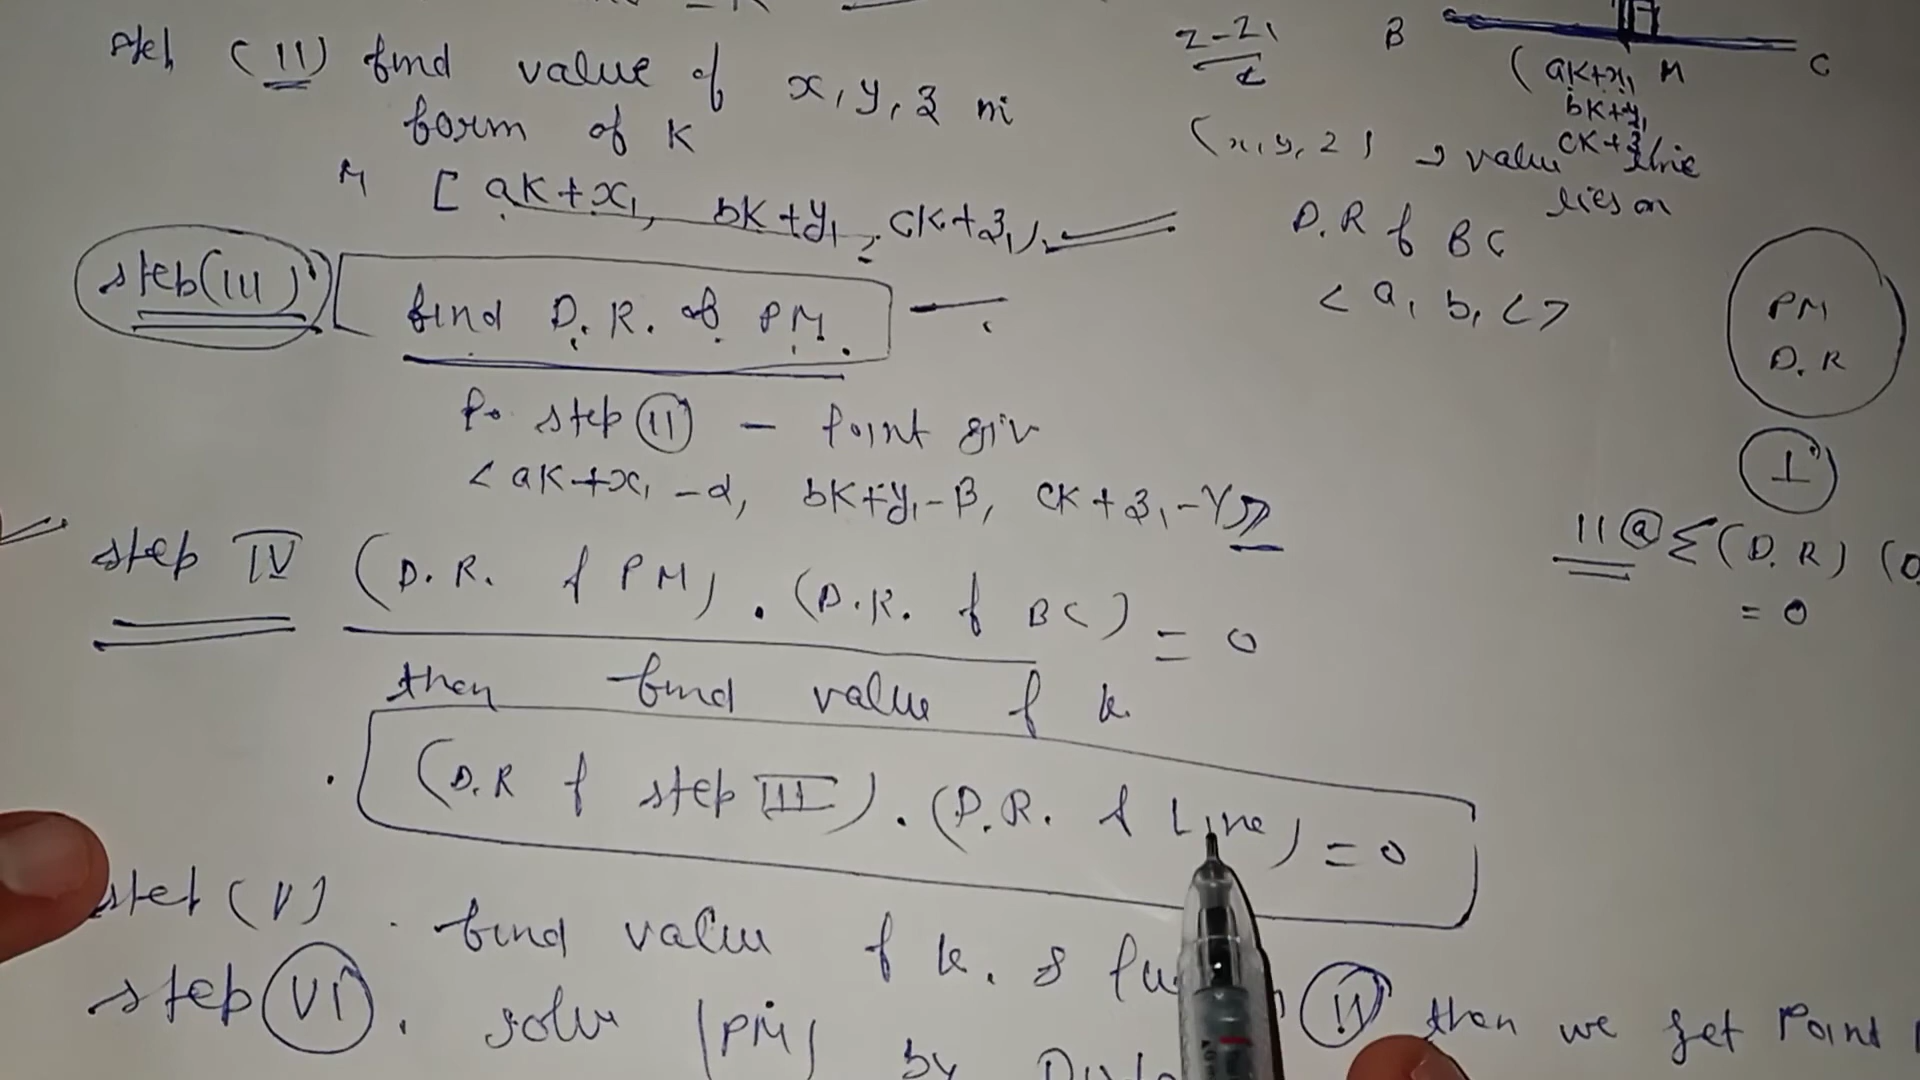 step (II) find value of x, y, z in
form of K
M [ aK+x₁, bK+y₁, cK+z₁ ),
step (III) find D.R. of PM.
step (II) - Point giv
< aK+x₁-α, bK+y₁-β, cK+z₁-γ >
step IV (D.R. of PM) . (D.R. of BC) = 0
then find value of k.
(D.R of step III) . (D.R. of Line) = 0
step (V) . find value of k. &
(II) then we get Point
step (VI) . solve |PM| by
z-z₁
c
B
C
( aK+x₁ M
bK+y₁
cK+z₁
(x, y, z) → value line
lies on
D.R of BC
< a, b, c >
PM
D.R
⊥
11@ Σ(D.R) (D
= 0